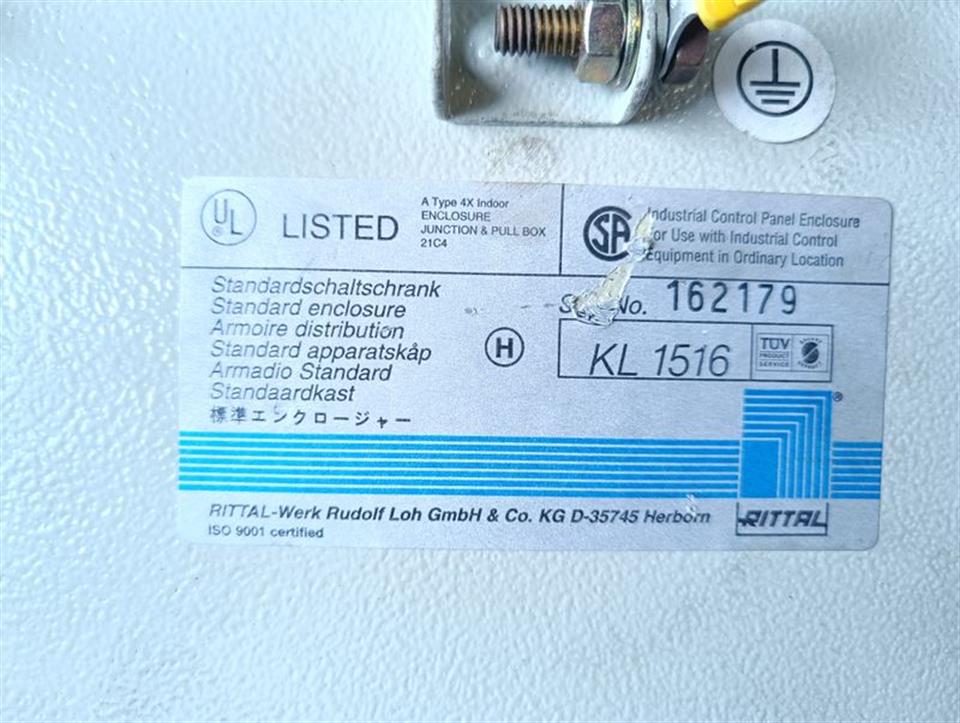 UL
LISTED
A Type 4X Indoor
ENCLOSURE
JUNCTION & PULL BOX
21C4
SA
Industrial Control Panel Enclosure
For Use with Industrial Control
Equipment in Ordinary Location
Standardschaltschrank
Standard enclosure
Armoire distribution
Standard apparatskåp
Armadio Standard
Standaardkast
標準エンクロージャー
H
No. 162179
KL 1516
TÜV
PRODUCT
SERVICE
®
RITTAL-Werk Rudolf Loh GmbH & Co. KG D-35745 Herborn
ISO 9001 certified
RITTAL